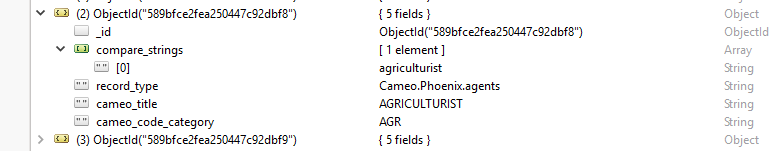 (2) ObjectId("589bfce2fea250447c92dbf8") { 5 fields } Object
_id ObjectId("589bfce2fea250447c92dbf8") ObjectId
compare_strings [ 1 element ] Array
[0] agriculturist String
record_type Cameo.Phoenix.agents String
cameo_title AGRICULTURIST String
cameo_code_category AGR String
(3) ObjectId("589bfce2fea250447c92dbf9") { 5 fields } Object